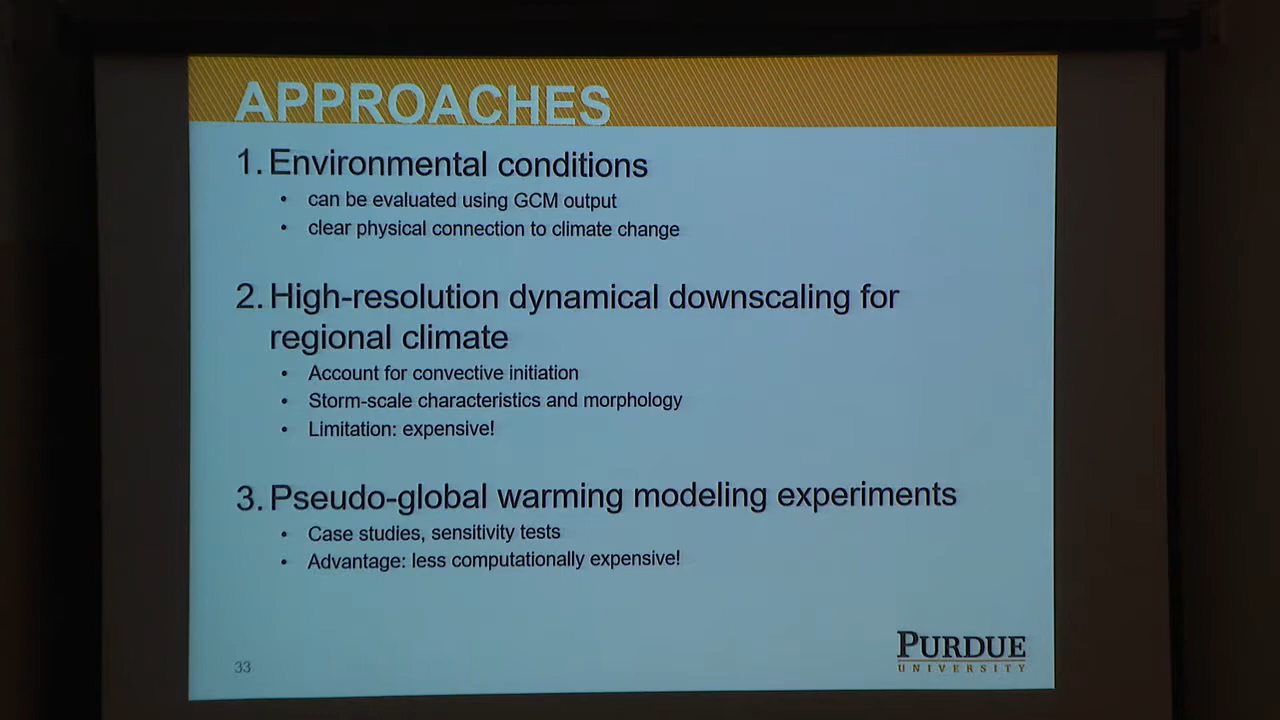 APPROACHES
1. Environmental conditions
• can be evaluated using GCM output
• clear physical connection to climate change
2. High-resolution dynamical downscaling for
regional climate
• Account for convective initiation
• Storm-scale characteristics and morphology
• Limitation: expensive!
3. Pseudo-global warming modeling experiments
• Case studies, sensitivity tests
• Advantage: less computationally expensive!
33
PURDUE
UNIVERSITY